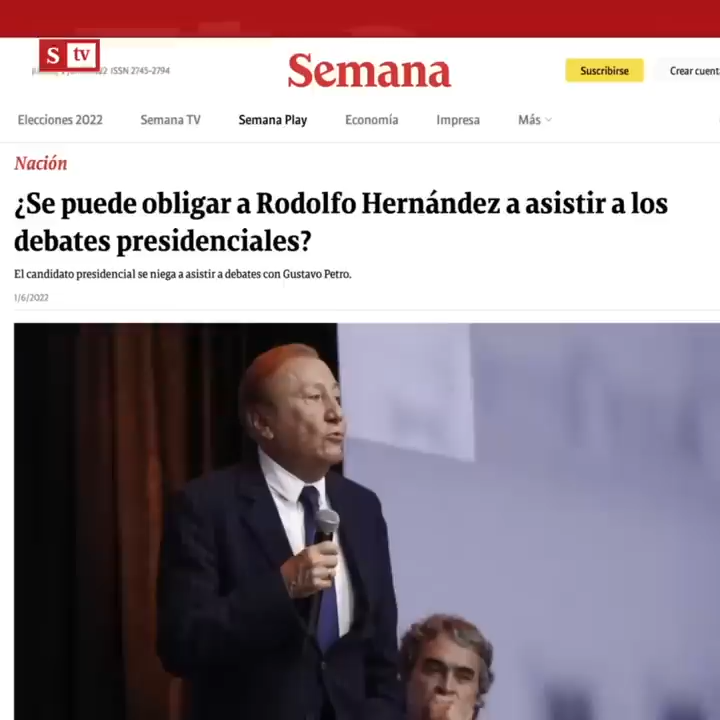 S tv
ISSN 2745-2794
Semana
Suscribirse
Crear cuent
Elecciones 2022
Semana TV
Semana Play
Economía
Impresa
Más
Nación
¿Se puede obligar a Rodolfo Hernández a asistir a los
debates presidenciales?
El candidato presidencial se niega a asistir a debates con Gustavo Petro.
1/6/2022